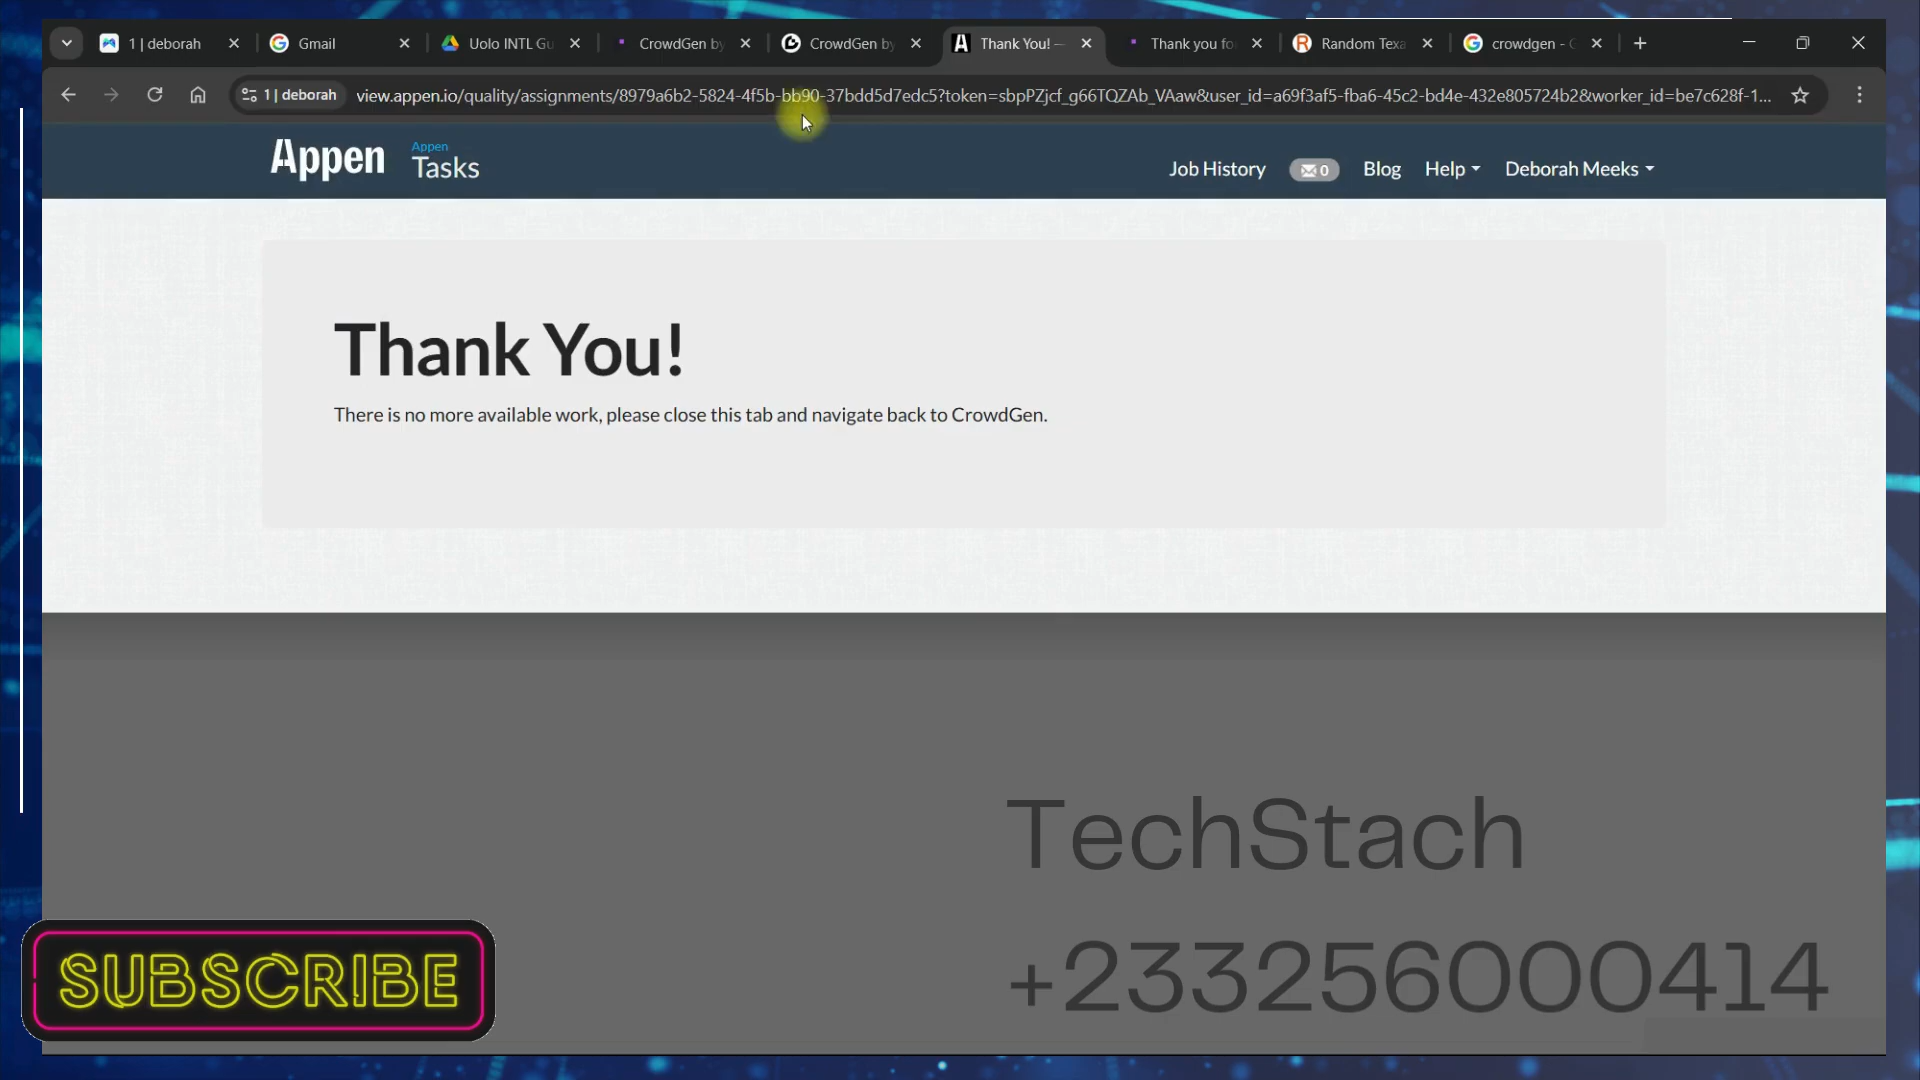 1 | deborah
Gmail
Uolo INTL Gu
CrowdGen by
CrowdGen by
Thank You! —
Thank you fo
Random Texa
crowdgen - G
1 | deborah
view.appen.io/quality/assignments/8979a6b2-5824-4f5b-bb90-37bdd5d7edc5?token=sbpPZjcf_g66TQZAb_VAaw&user_id=a69f3af5-fba6-45c2-bd4e-432e805724b2&worker_id=be7c628f-1...
Appen
Appen
Tasks
Job History
0
Blog
Help
Deborah Meeks
Thank You!
There is no more available work, please close this tab and navigate back to CrowdGen.
TechStach
+233256000414
SUBSCRIBE